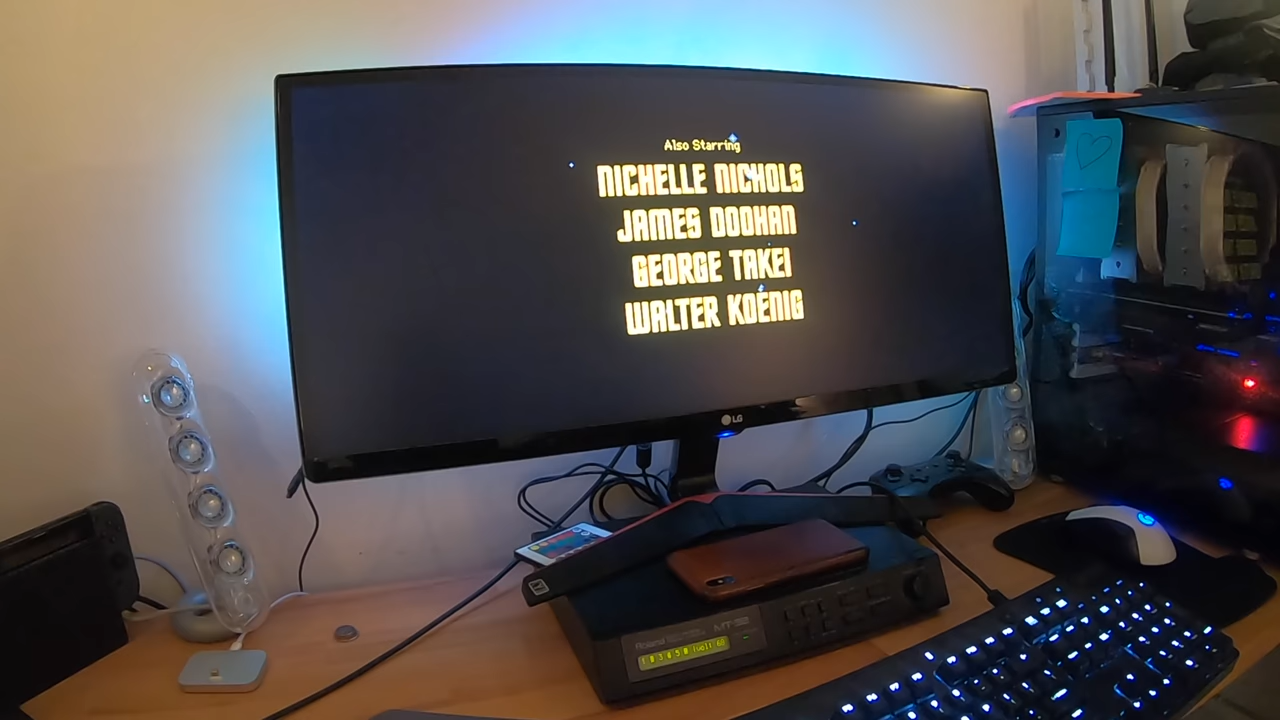 Also Starring
NICHELLE NICHOLS
JAMES DOOHAN
GEORGE TAKEI
WALTER KOENIG
LG
Roland
MT-32